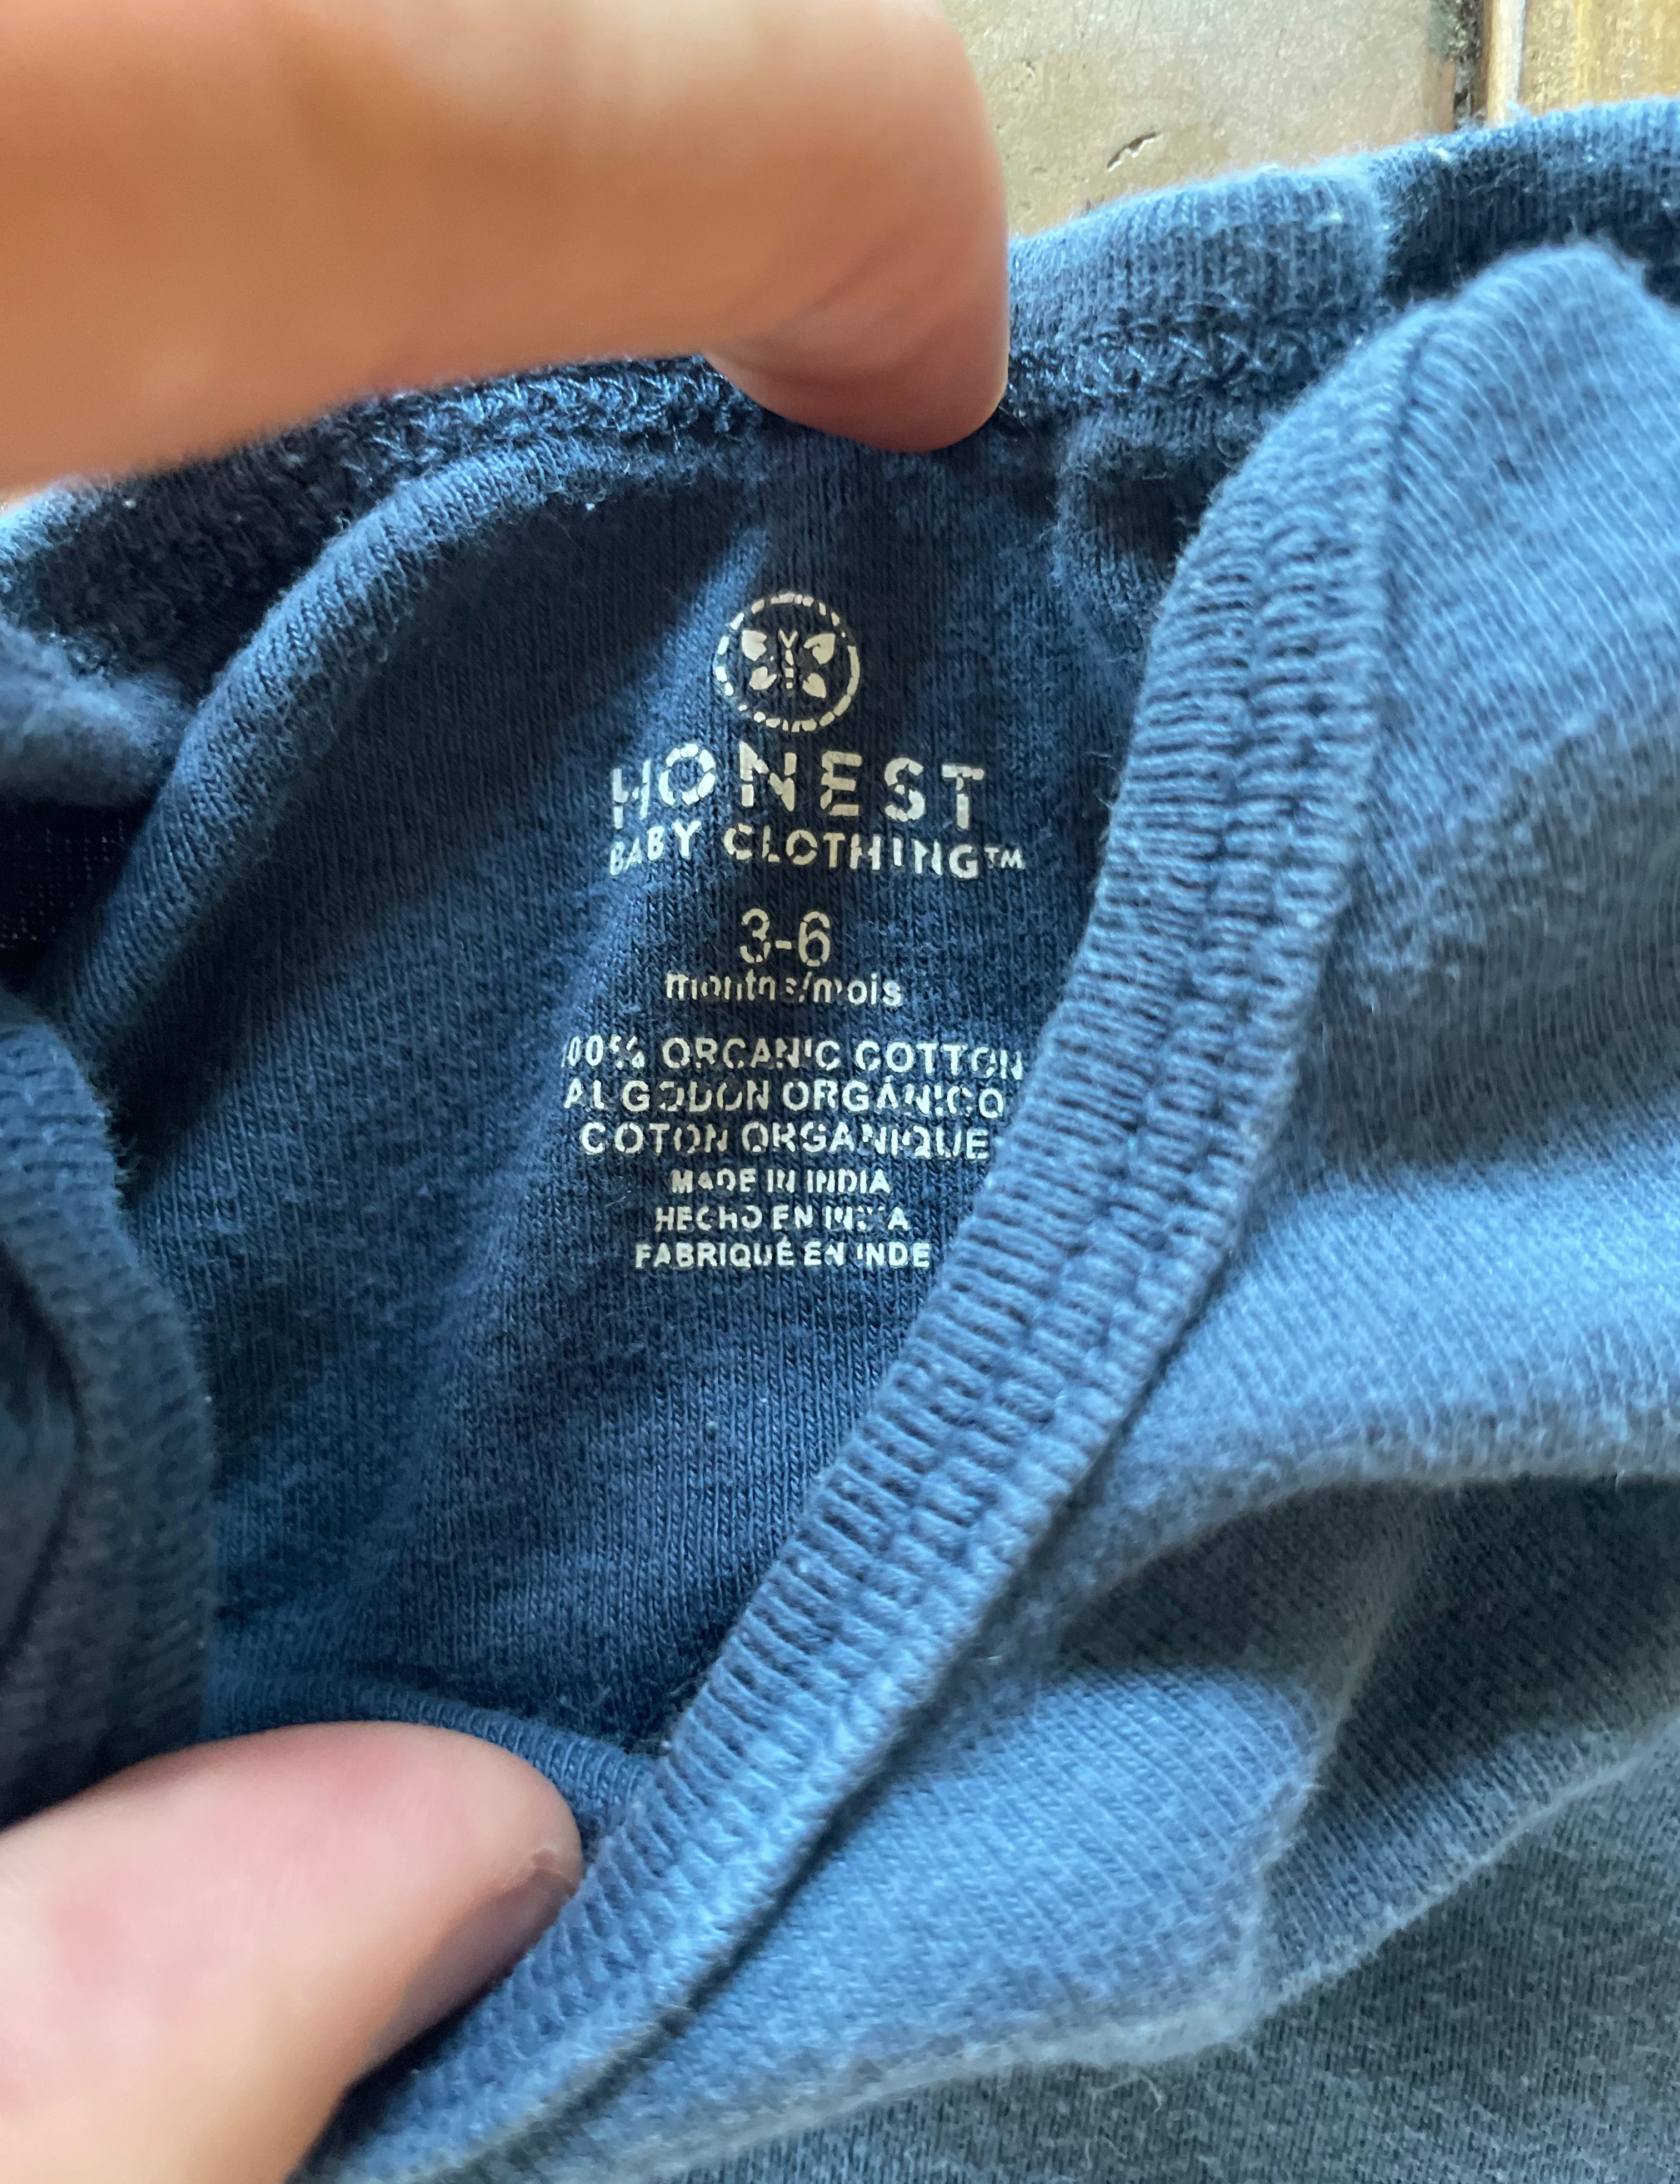 HONEST
BABY CLOTHING™
3-6
months/mois
100% ORGANIC COTTON
ALGODON ORGÁNICO
COTON ORGANIQUE
MADE IN INDIA
HECHO EN INDIA
FABRIQUÉ EN INDE